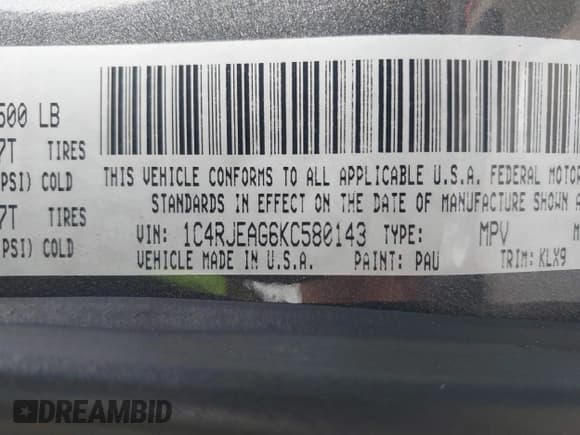 500 LB
7T TIRES
PSI) COLD
7T TIRES
PSI) COLD
THIS VEHICLE CONFORMS TO ALL APPLICABLE U.S.A. FEDERAL MOTOR
STANDARDS IN EFFECT ON THE DATE OF MANUFACTURE SHOWN A
VIN: 1C4RJEAG6KC580143 TYPE: MPV M
VEHICLE MADE IN U.S.A. PAINT: PAU TRIM: KLX9
DREAMBID